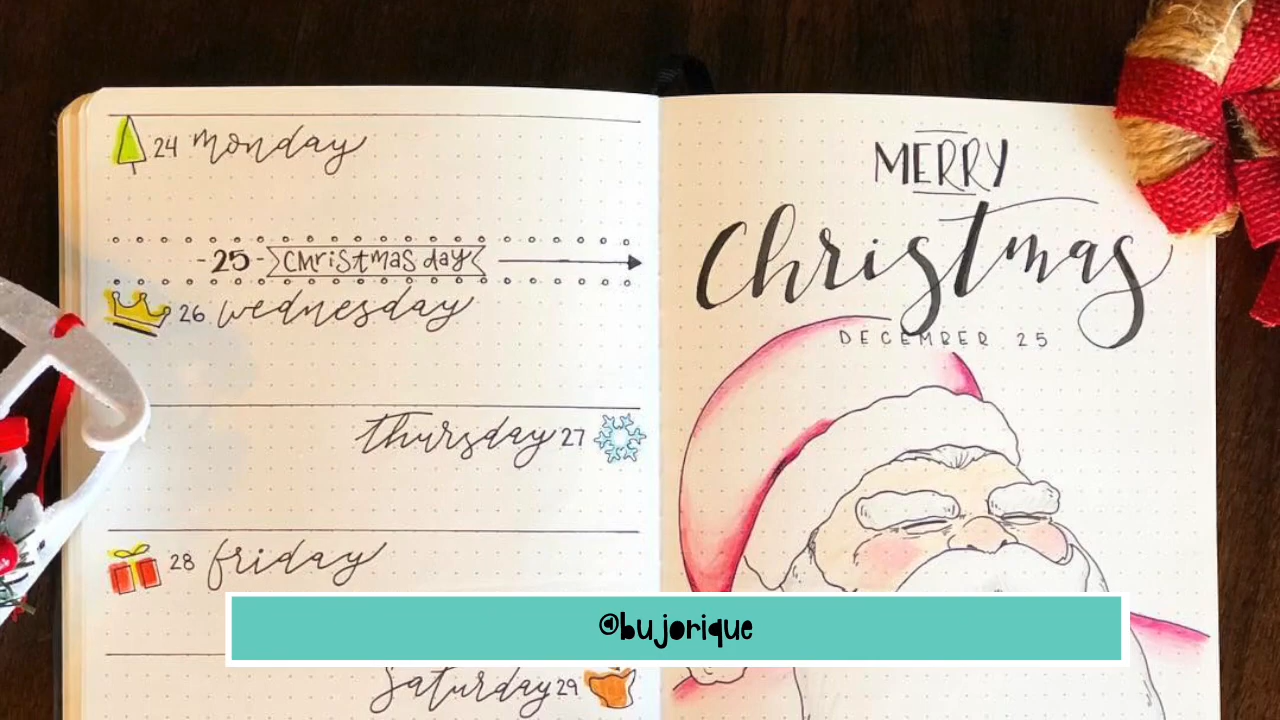 24 monday
-25- Christmas day
26 wednesday
thursday 27
28 friday
saturday 29
MERRY
Christmas
DECEMBER 25
@bujorique